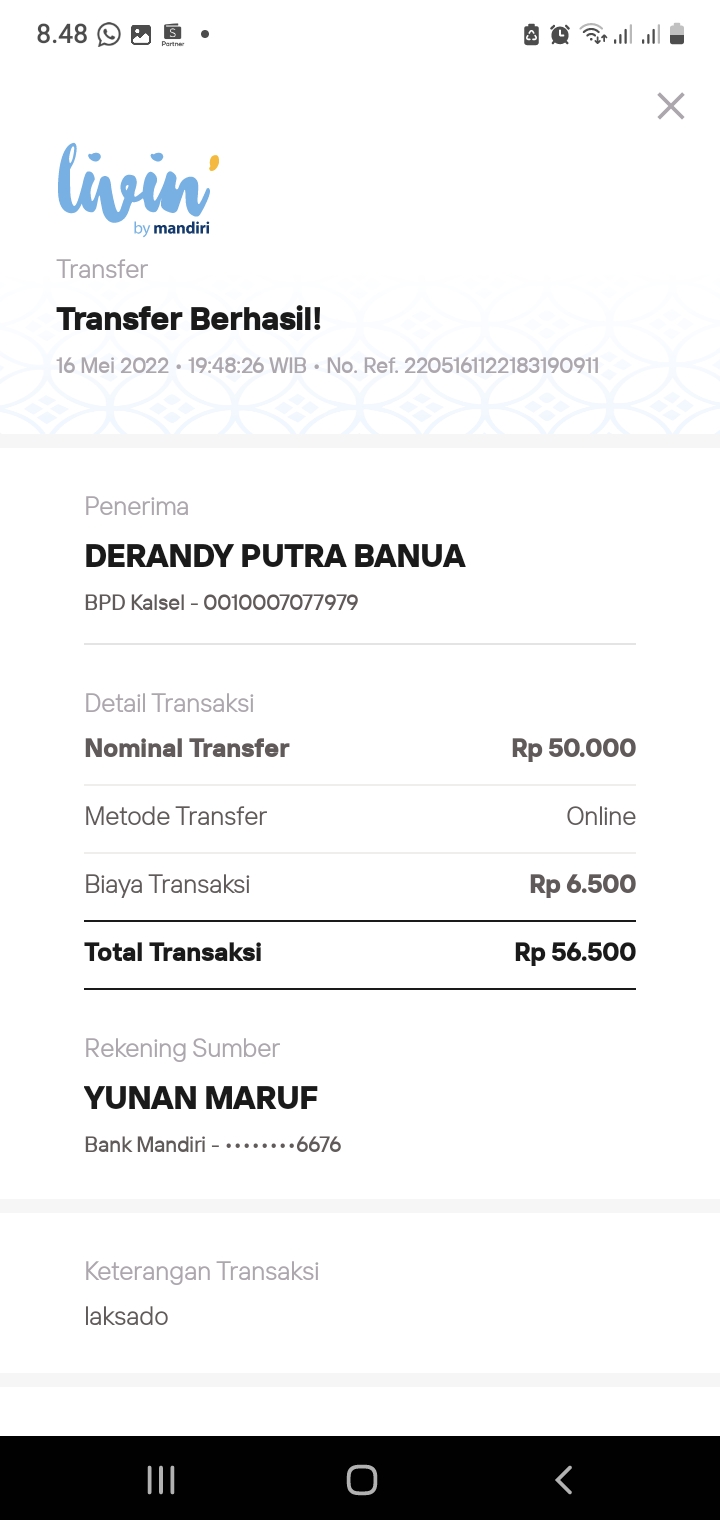 8.48
S
Partner
livin'
by mandiri
Transfer
Transfer Berhasil!
16 Mei 2022 • 19:48:26 WIB • No. Ref. 2205161122183190911
Penerima
DERANDY PUTRA BANUA
BPD Kalsel - 0010007077979
Detail Transaksi
Nominal Transfer Rp 50.000
Metode Transfer Online
Biaya Transaksi Rp 6.500
Total Transaksi Rp 56.500
Rekening Sumber
YUNAN MARUF
Bank Mandiri - ••••••••6676
Keterangan Transaksi
laksado